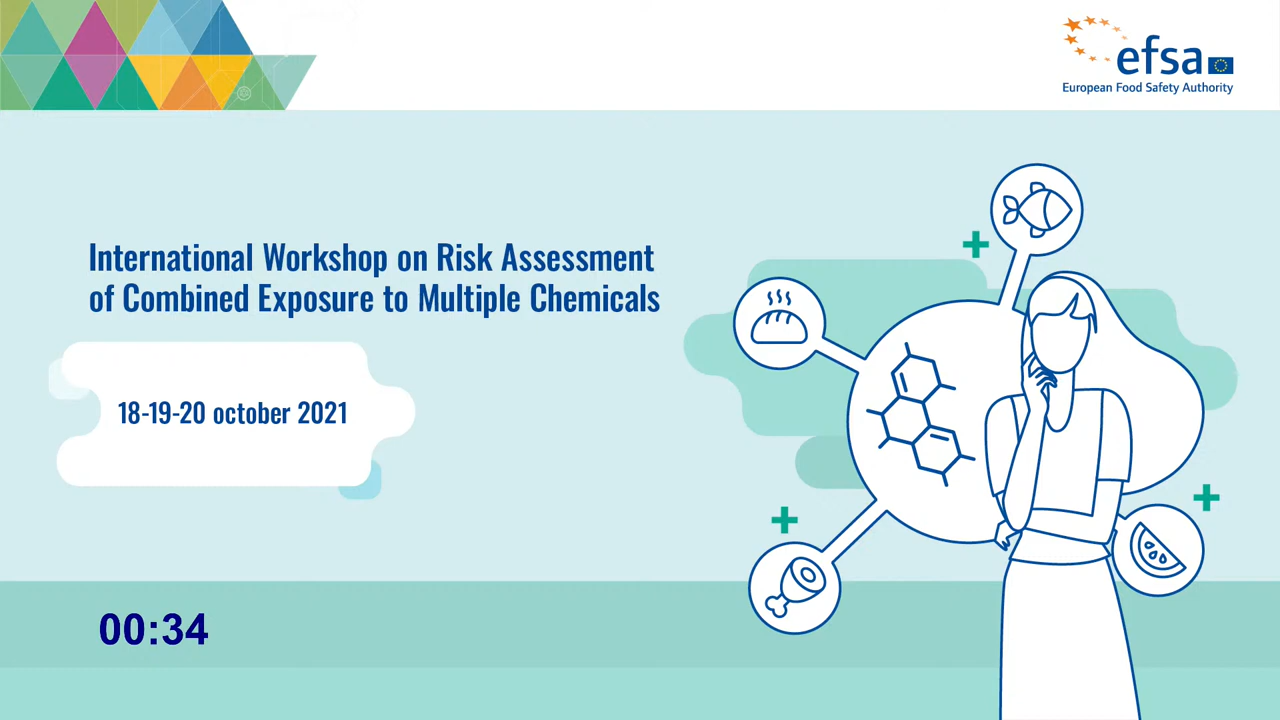 efsa
European Food Safety Authority
International Workshop on Risk Assessment
of Combined Exposure to Multiple Chemicals
18-19-20 october 2021
00:34